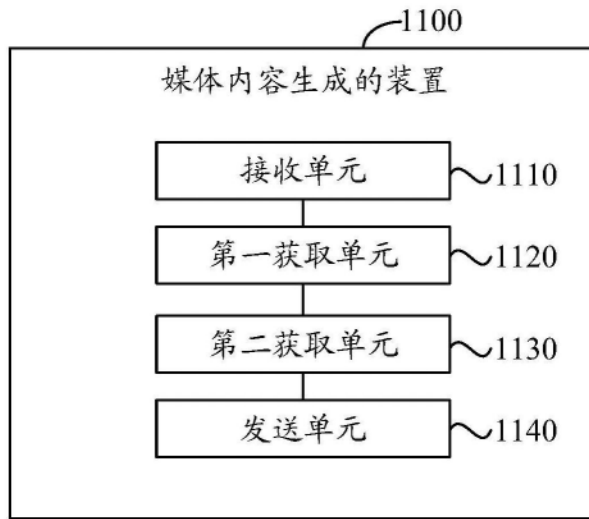 1100
媒体内容生成的装置
接收单元
1110
第一获取单元
1120
第二获取单元
1130
发送单元
1140